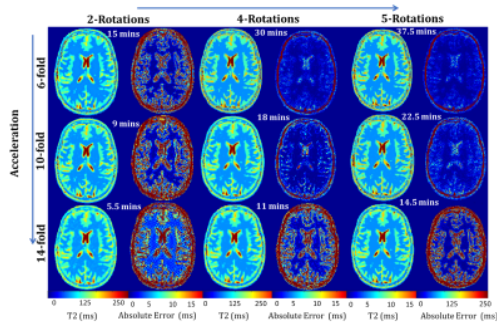 2-Rotations 4-Rotations 5-Rotations
Acceleration
6-fold
15 mins 30 mins 37.5 mins
10-fold
9 mins 18 mins 22.5 mins
14-fold
5.5 mins 11 mins 14.5 mins
0 125 250 0 5 10 15 0 125 250 0 5 10 15 0 125 250 0 5 10 15
T2 (ms) Absolute Error (ms) T2 (ms) Absolute Error (ms) T2 (ms) Absolute Error (ms)